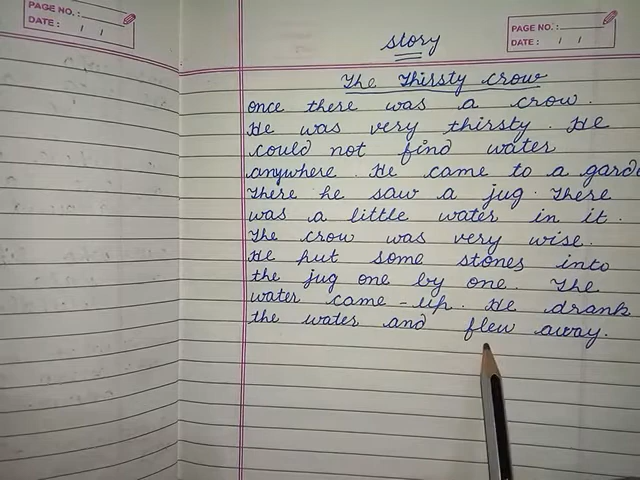 PAGE NO.:
DATE: / /
PAGE NO.:
DATE: / /
story
The Thirsty crow
once there was a crow.
He was very thirsty. He
could not find water
anywhere. He came to a garde
There he saw a jug. There
was a little water in it.
The crow was very wise.
He put some stones into
the jug one by one. The
water came-up. He drank
the water and flew away.